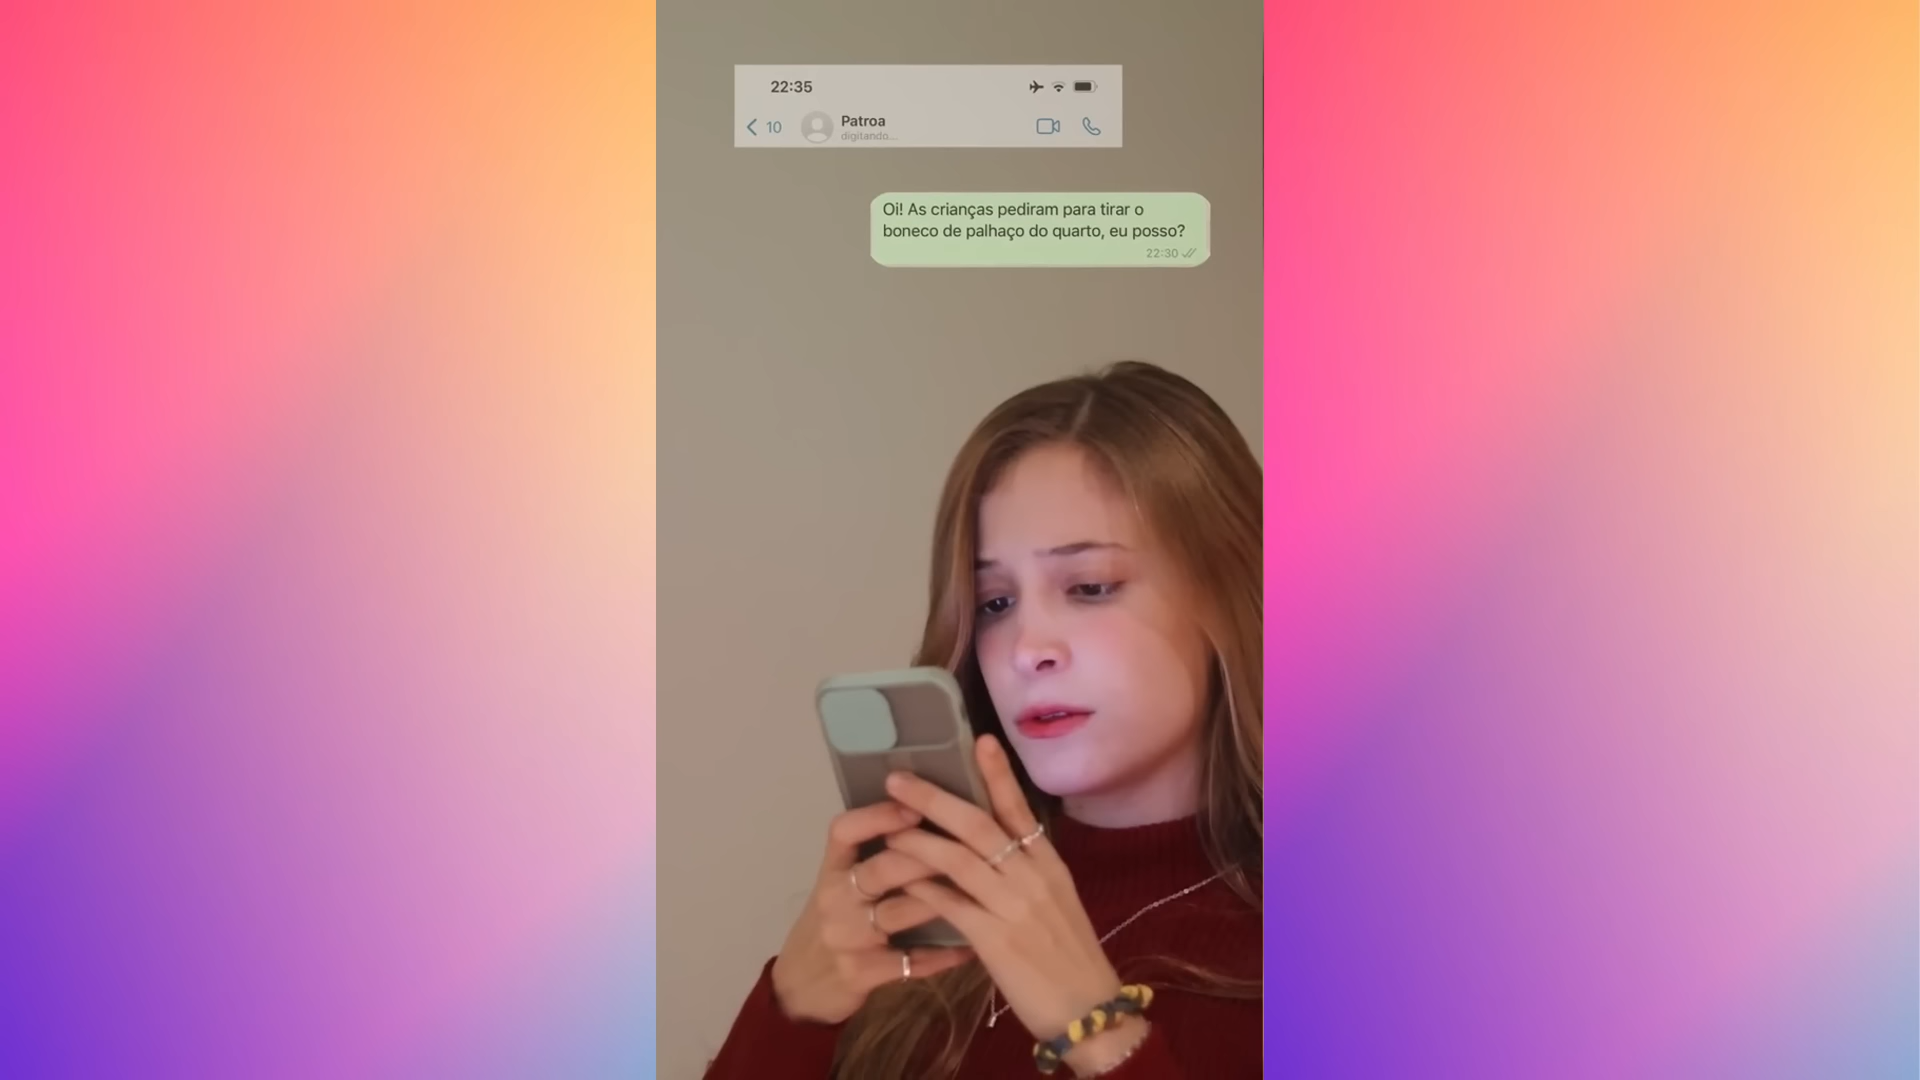 22:35
10
Patroa
digitando...
Oi! As crianças pediram para tirar o
boneco de palhaço do quarto, eu posso?
22:30